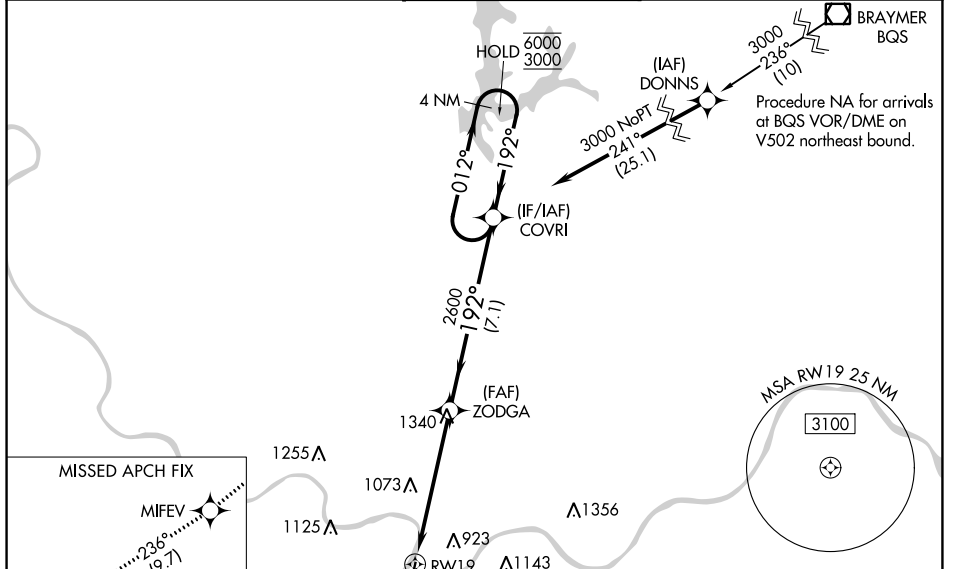 BRAYMER
BQS
3000
236°
(10)
HOLD 6000
3000
(IAF)
DONNS
4 NM
Procedure NA for arrivals
at BQS VOR/DME on
V502 northeast bound.
3000 NoPT
241°
(25.1)
012°
192°
(IF/IAF)
COVRI
2600
192°
(7.1)
MSA RW19 25 NM
3100
(FAF)
ZODGA
1340
1255
MISSED APCH FIX
1073
MIFEV
1356
1125
236°
(9.7)
923
RW19
1143